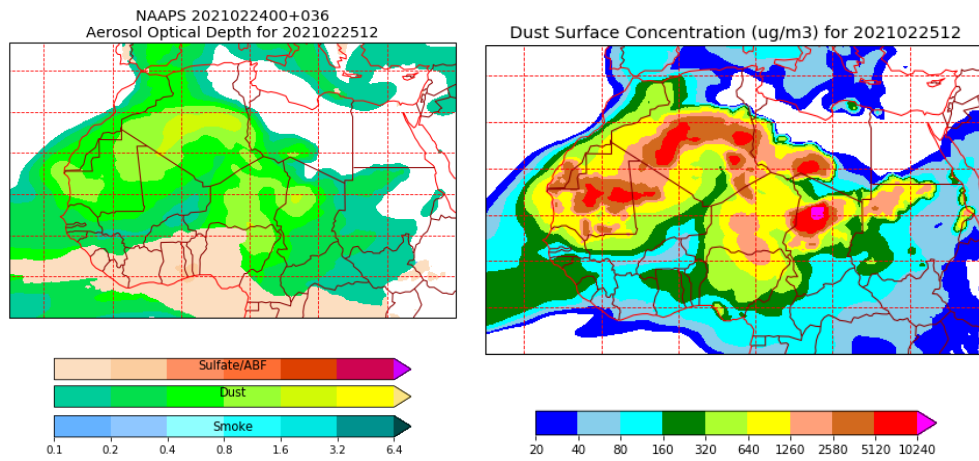 NAAPS 2021022400+036
Aerosol Optical Depth for 2021022512
Dust Surface Concentration (ug/m3) for 2021022512
Sulfate/ABF
Dust
Smoke
0.1 0.2 0.4 0.8 1.6 3.2 6.4
20 40 80 160 320 640 1260 2580 5120 10240